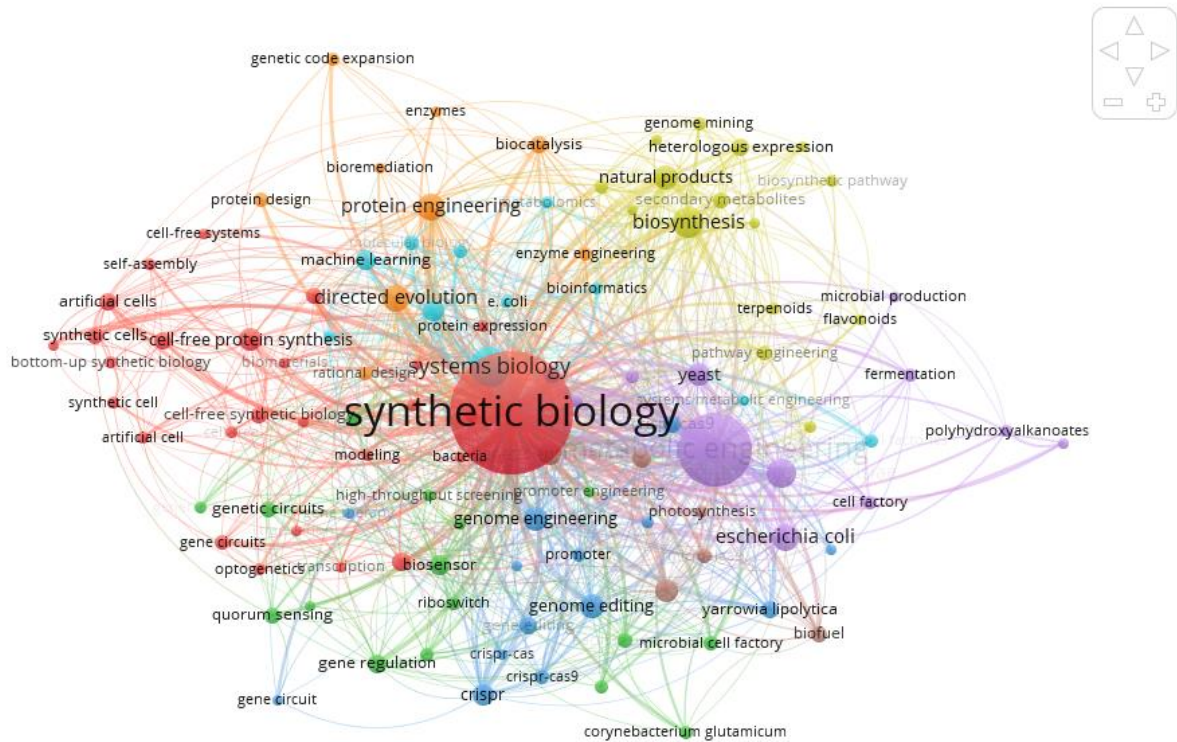 genetic code expansion
enzymes
genome mining
biocatalysis
heterologous expression
bioremediation
natural products
biosynthetic pathway
protein design
protein engineering
metabolomics
secondary metabolites
biosynthesis
cell-free systems
molecular biology
machine learning
enzyme engineering
self-assembly
bioinformatics
artificial cells
directed evolution
e. coli
microbial production
terpenoids
flavonoids
protein expression
synthetic cells
cell-free protein synthesis
bottom-up synthetic biology
biomaterials
rational design
systems biology
pathway engineering
yeast
fermentation
synthetic cell
cell-free synthetic biology
synthetic biology
systems metabolic engineering
cas9
artificial cell
polyhydroxyalkanoates
modeling
bacteria
metabolic engineering
high-throughput screening
promoter engineering
genetic circuits
genome engineering
photosynthesis
cell factory
gene circuits
promoter
escherichia coli
optogenetics
transcription
biosensor
quorum sensing
riboswitch
genome editing
yarrowia lipolytica
gene editing
microbial cell factory
biofuel
gene regulation
crispr-cas
crispr-cas9
gene circuit
crispr
corynebacterium glutamicum